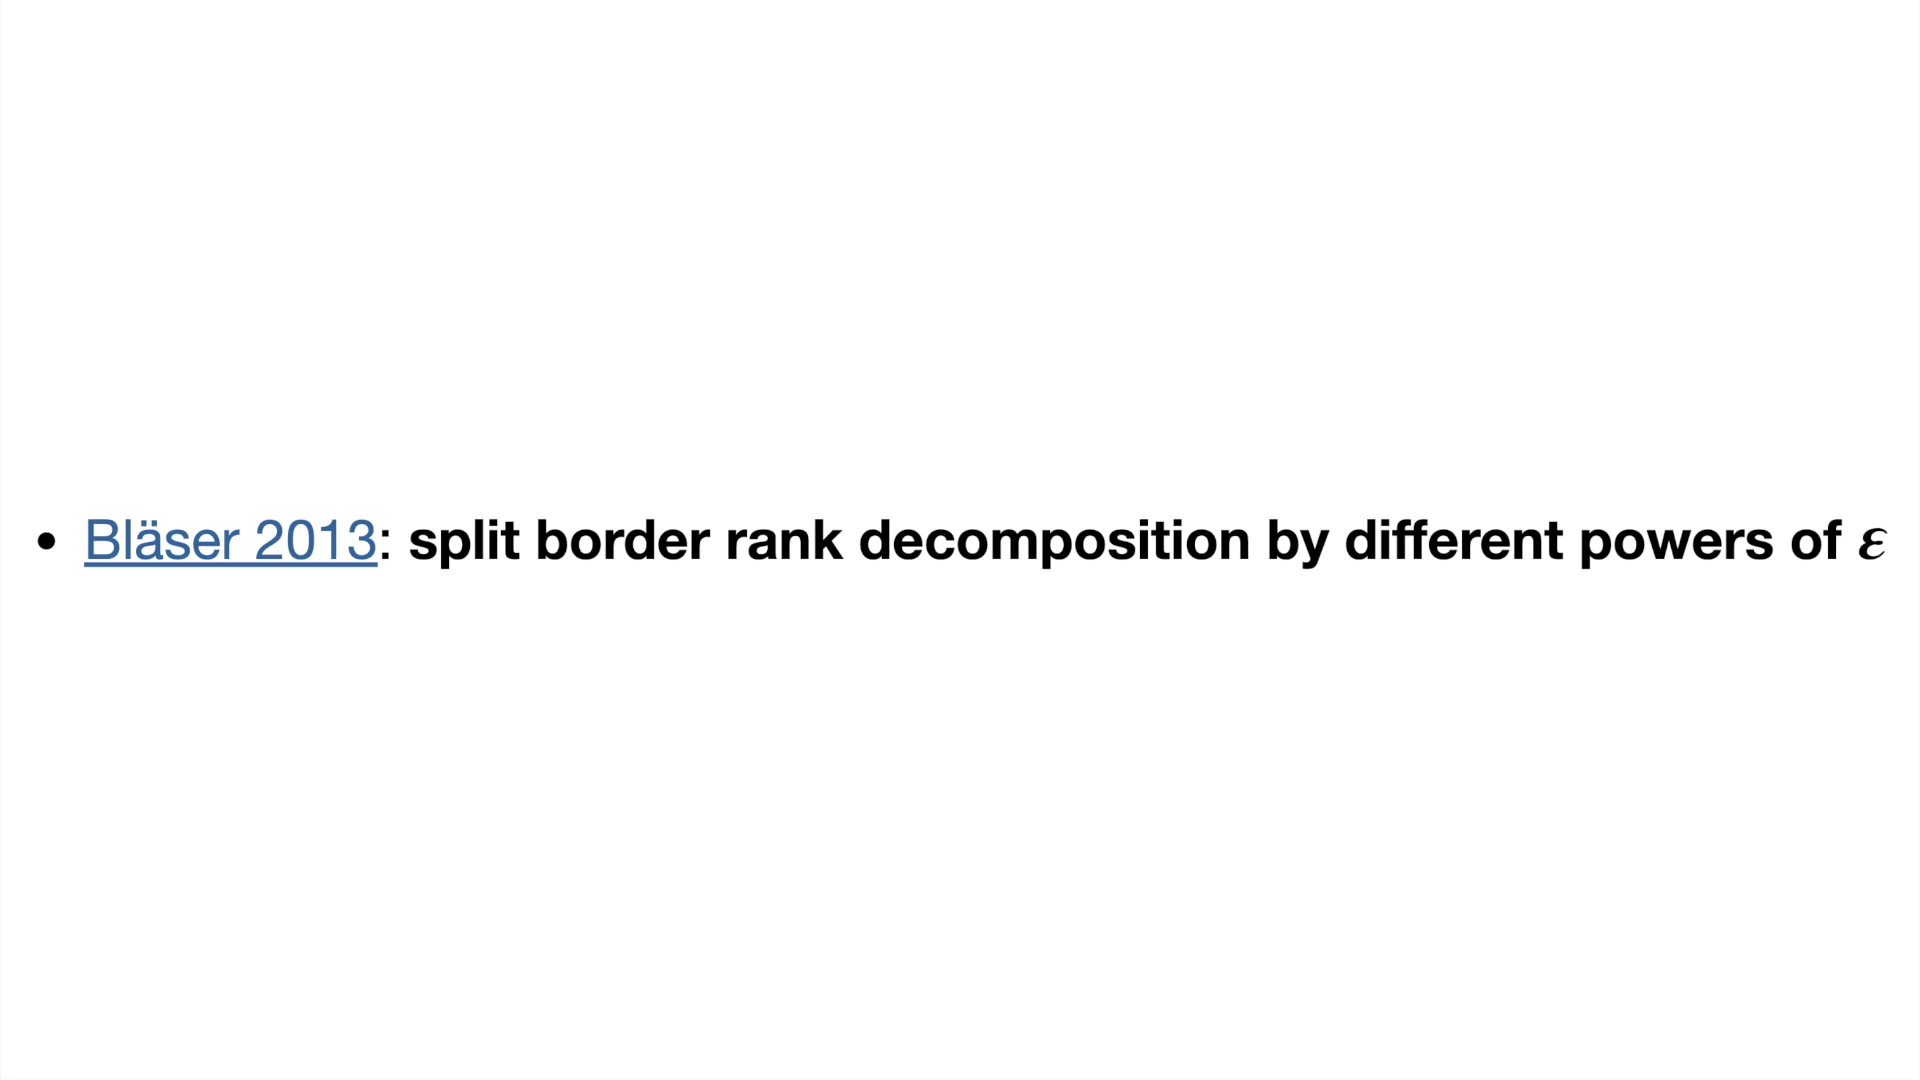 • Bläser 2013: split border rank decomposition by different powers of ε